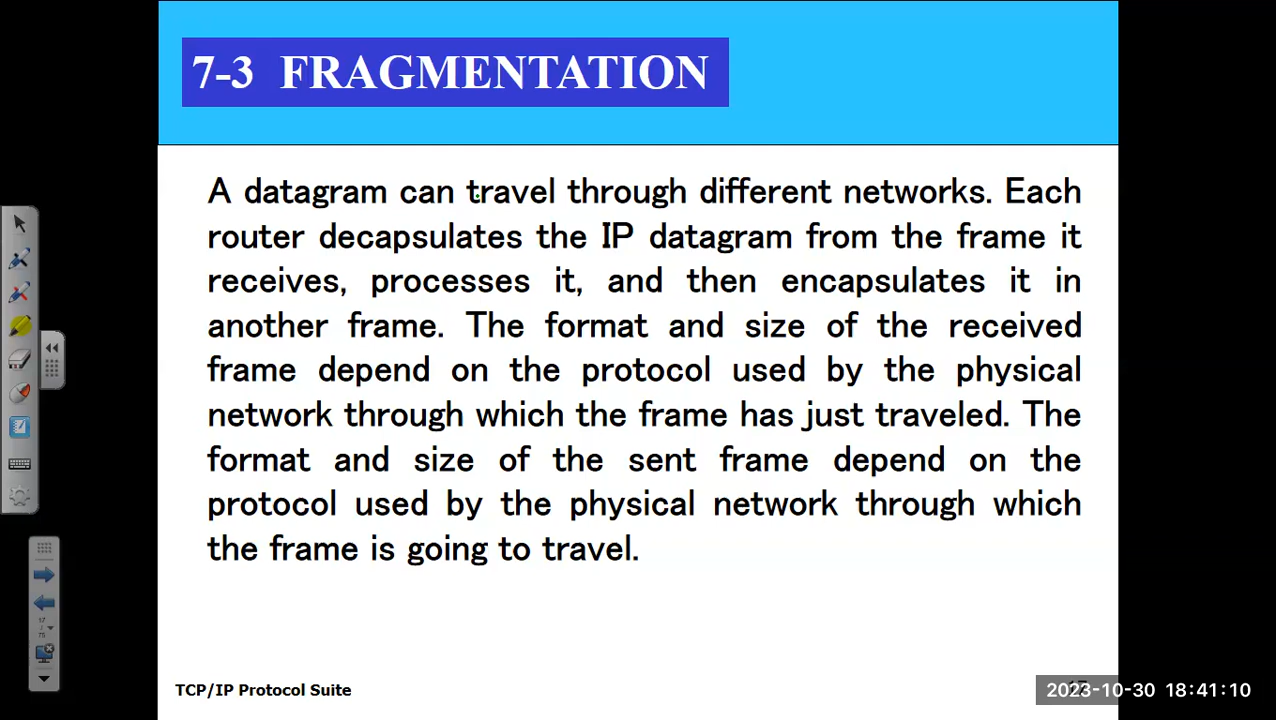 7-3 FRAGMENTATION
A datagram can travel through different networks. Each
router decapsulates the IP datagram from the frame it
receives, processes it, and then encapsulates it in
another frame. The format and size of the received
frame depend on the protocol used by the physical
network through which the frame has just traveled. The
format and size of the sent frame depend on the
protocol used by the physical network through which
the frame is going to travel.
17
/
75
TCP/IP Protocol Suite
2023-10-30 18:41:10